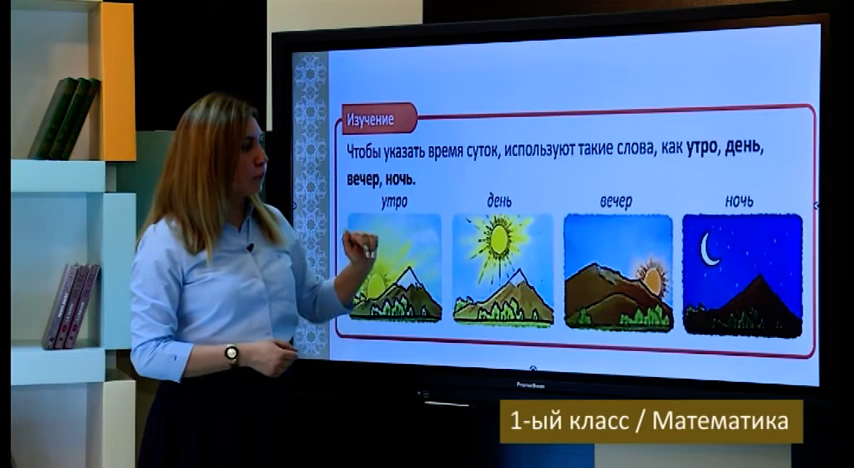 Изучение
Чтобы указать время суток, используют такие слова, как утро, день,
вечер, ночь.
утро день вечер ночь
Promethean
1-ый класс / Математика